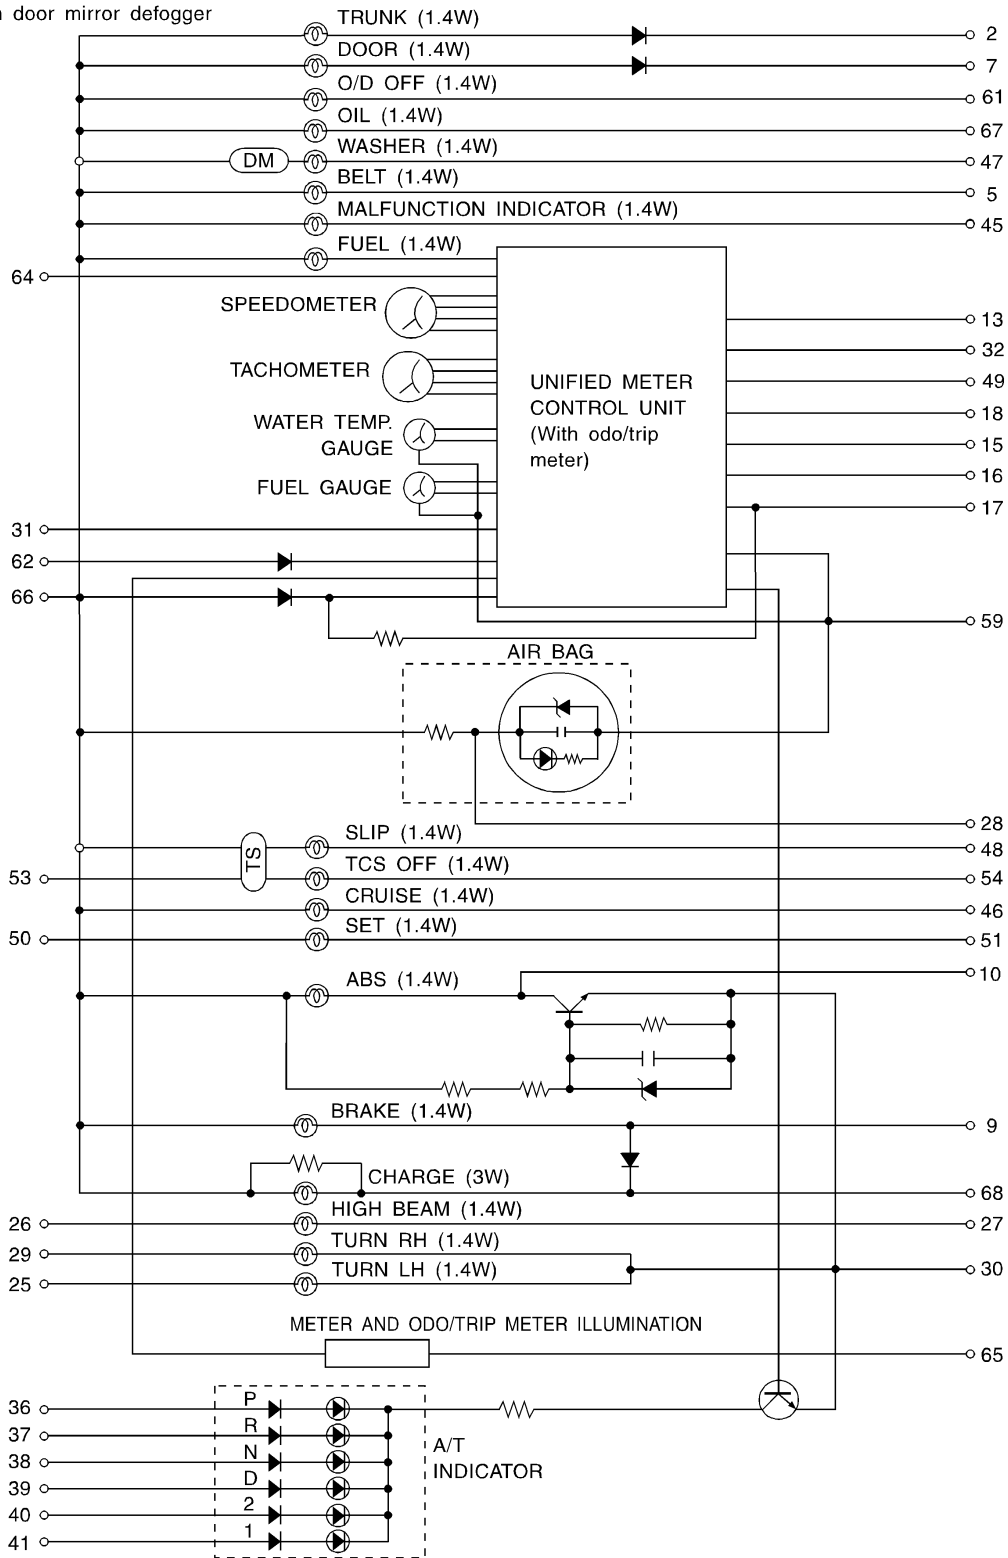 door mirror defogger
TRUNK (1.4W)
2
DOOR (1.4W)
7
O/D OFF (1.4W)
61
OIL (1.4W)
67
DM
WASHER (1.4W)
47
BELT (1.4W)
5
MALFUNCTION INDICATOR (1.4W)
45
FUEL (1.4W)
64
SPEEDOMETER
13
32
TACHOMETER
49
UNIFIED METER
CONTROL UNIT
(With odo/trip
meter)
18
WATER TEMP.
GAUGE
15
16
FUEL GAUGE
17
31
62
66
59
AIR BAG
28
TS
SLIP (1.4W)
48
53
TCS OFF (1.4W)
54
CRUISE (1.4W)
46
50
SET (1.4W)
51
10
ABS (1.4W)
BRAKE (1.4W)
9
CHARGE (3W)
68
26
HIGH BEAM (1.4W)
27
29
TURN RH (1.4W)
30
25
TURN LH (1.4W)
METER AND ODO/TRIP METER ILLUMINATION
65
36
P
37
R
38
N
39
D
40
2
41
1
A/T
INDICATOR